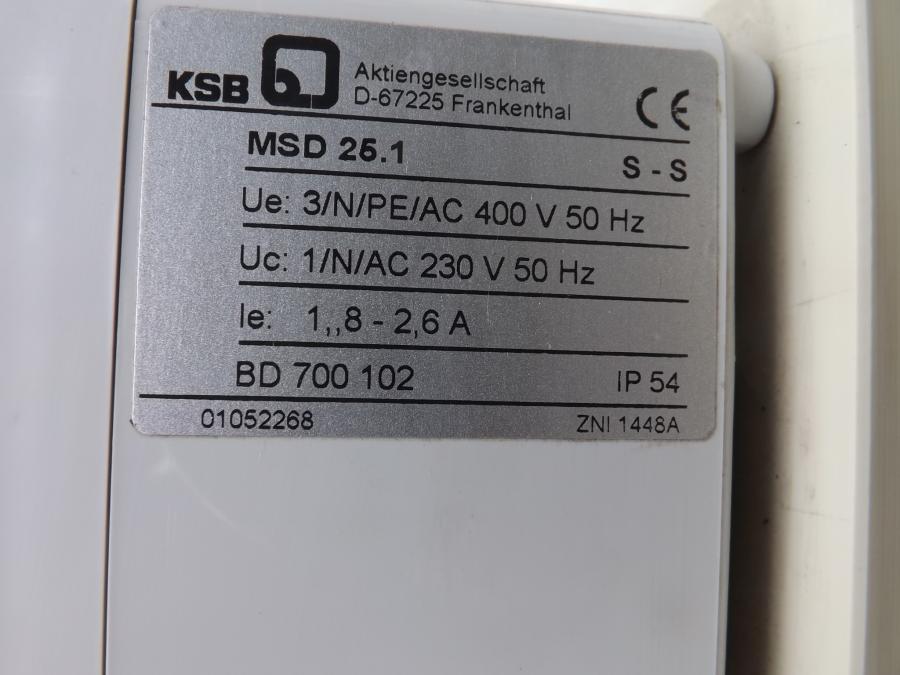 KSB
Aktiengesellschaft
D-67225 Frankenthal
CE
MSD 25.1 S - S
Ue: 3/N/PE/AC 400 V 50 Hz
Uc: 1/N/AC 230 V 50 Hz
Ie: 1,,8 - 2,6 A
BD 700 102 IP 54
01052268 ZNI 1448A